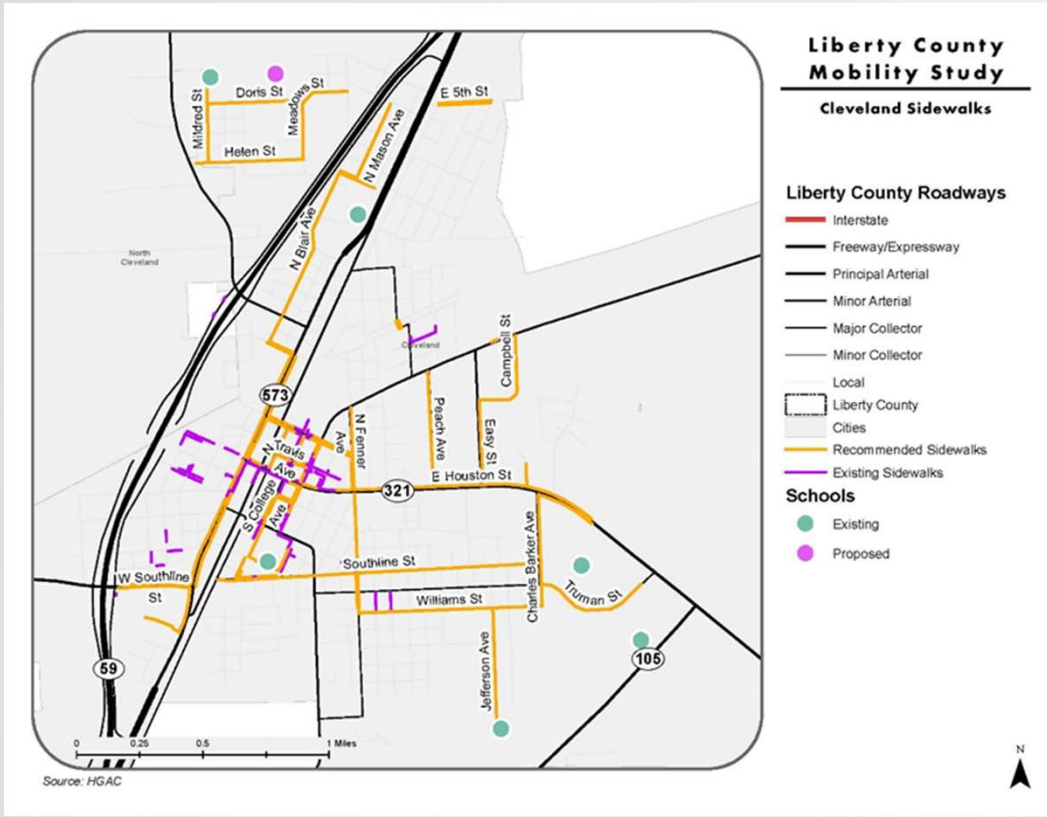 Liberty County
Mobility Study
Cleveland Sidewalks
Liberty County Roadways
Interstate
Freeway/Expressway
Principal Arterial
Minor Arterial
Major Collector
Minor Collector
Local
Liberty County
Cities
Recommended Sidewalks
Existing Sidewalks
Schools
Existing
Proposed
N
Mildred St
Doris St
Meadows St
Helen St
E 5th St
N Mason Ave
N Blair Ave
North
Cleveland
Cleveland
Campbell St
573
N Travis
Ave
N Fenner
Ave
Peach Ave
Easy St
E Houston St
321
S College
Ave
Southline St
W Southline
St
Williams St
Charles Barker Ave
Truman St
Jefferson Ave
59
105
0 0.25 0.5 1 Miles
Source: HGAC